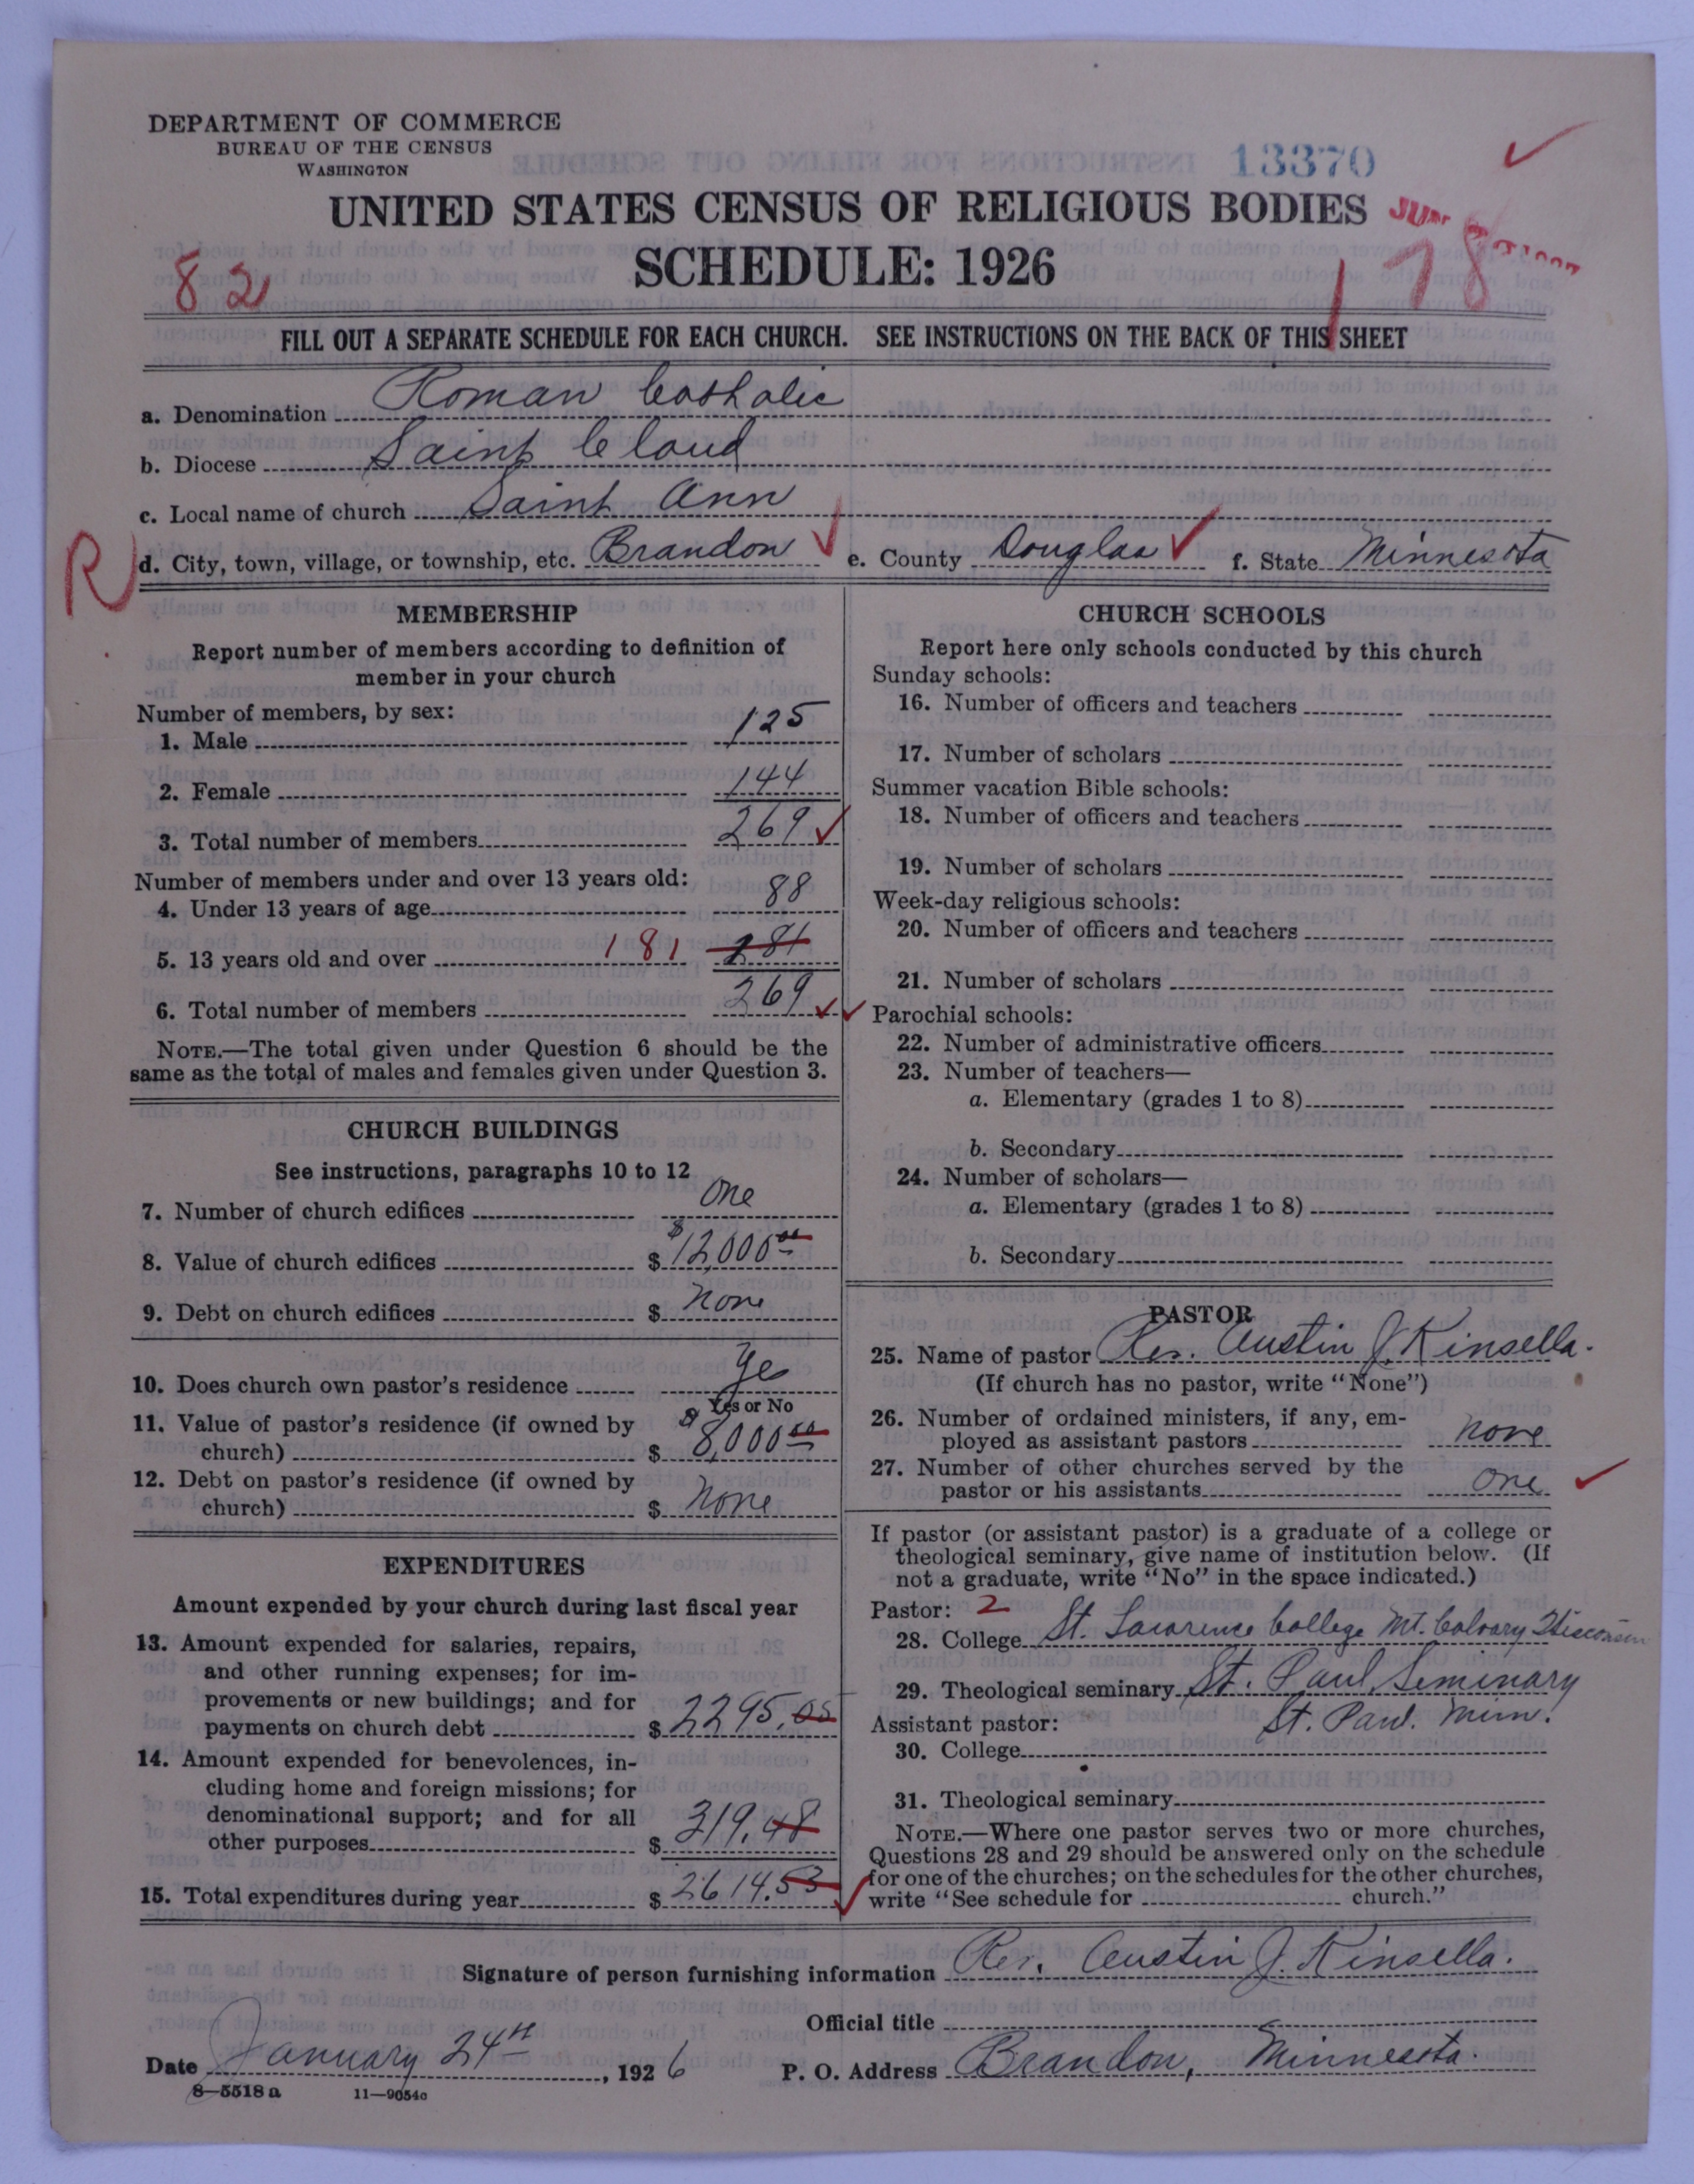 DEPARTMENT OF COMMERCE
BUREAU OF THE CENSUS
WASHINGTON
13370
UNITED STATES CENSUS OF RELIGIOUS BODIES
SCHEDULE: 1926
82
178
FILL OUT A SEPARATE SCHEDULE FOR EACH CHURCH. SEE INSTRUCTIONS ON THE BACK OF THIS SHEET
a. Denomination Roman Catholic
b. Diocese Saint Cloud
c. Local name of church Saint Ann
R d. City, town, village, or township, etc. Brandon e. County Douglas f. State Minnesota
MEMBERSHIP
Report number of members according to definition of
member in your church
Number of members, by sex:
1. Male 125
2. Female 144
3. Total number of members 269
Number of members under and over 13 years old:
4. Under 13 years of age 88
5. 13 years old and over 181 281
6. Total number of members 269
NOTE.—The total given under Question 6 should be the
same as the total of males and females given under Question 3.
CHURCH BUILDINGS
See instructions, paragraphs 10 to 12
7. Number of church edifices One
8. Value of church edifices $ $12,000.00
9. Debt on church edifices $ None
10. Does church own pastor's residence Yes
Yes or No
11. Value of pastor's residence (if owned by
church) $ $8,000.00
12. Debt on pastor's residence (if owned by
church) $ None
EXPENDITURES
Amount expended by your church during last fiscal year
13. Amount expended for salaries, repairs,
and other running expenses; for im-
provements or new buildings; and for
payments on church debt $ 2295.05
14. Amount expended for benevolences, in-
cluding home and foreign missions; for
denominational support; and for all
other purposes $ 319.48
15. Total expenditures during year $ 2614.53
CHURCH SCHOOLS
Report here only schools conducted by this church
Sunday schools:
16. Number of officers and teachers
17. Number of scholars
Summer vacation Bible schools:
18. Number of officers and teachers
19. Number of scholars
Week-day religious schools:
20. Number of officers and teachers
21. Number of scholars
Parochial schools:
22. Number of administrative officers
23. Number of teachers—
a. Elementary (grades 1 to 8)
b. Secondary
24. Number of scholars—
a. Elementary (grades 1 to 8)
b. Secondary
PASTOR
25. Name of pastor Rev. Austin J. Kinsella.
(If church has no pastor, write "None")
26. Number of ordained ministers, if any, em-
ployed as assistant pastors None
27. Number of other churches served by the
pastor or his assistants One
If pastor (or assistant pastor) is a graduate of a college or
theological seminary, give name of institution below. (If
not a graduate, write "No" in the space indicated.)
Pastor: 2
28. College St. Lawrence College Mt. Calvary Wisconsin
29. Theological seminary St. Paul Seminary
Assistant pastor: St. Paul. Minn.
30. College
31. Theological seminary
NOTE.—Where one pastor serves two or more churches,
Questions 28 and 29 should be answered only on the schedule
for one of the churches; on the schedules for the other churches,
write "See schedule for church."
Signature of person furnishing information Rev. Austin J. Kinsella.
Official title
Date January 24th, 1926 P. O. Address Brandon, Minnesota.
8—5518a 11—9054a